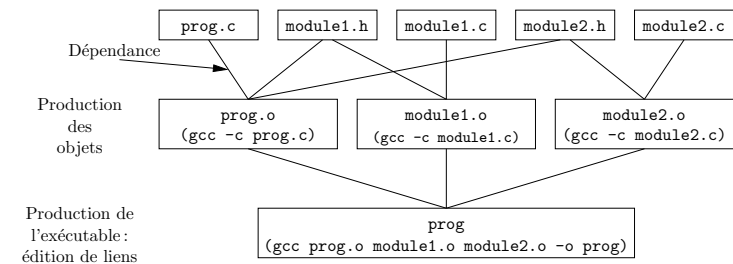 prog.c
module1.h
module1.c
module2.h
module2.c
Dépendance
Production
des
objets
prog.o
(gcc -c prog.c)
module1.o
(gcc -c module1.c)
module2.o
(gcc -c module2.c)
Production de
l'exécutable :
édition de liens
prog
(gcc prog.o module1.o module2.o -o prog)